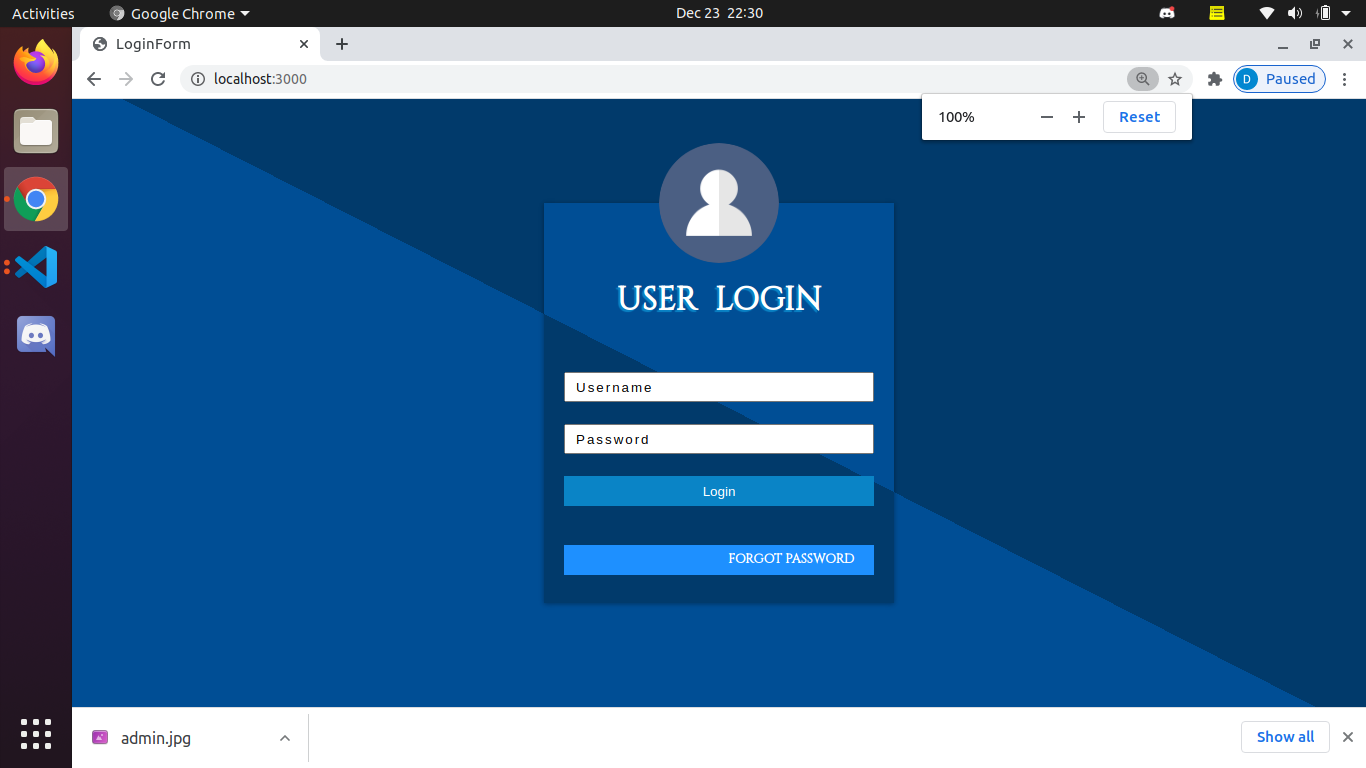 Activities Google Chrome Dec 23 22:30
LoginForm
localhost:3000 D Paused
100% Reset
USER LOGIN
Username
Password
Login
FORGOT PASSWORD
admin.jpg Show all